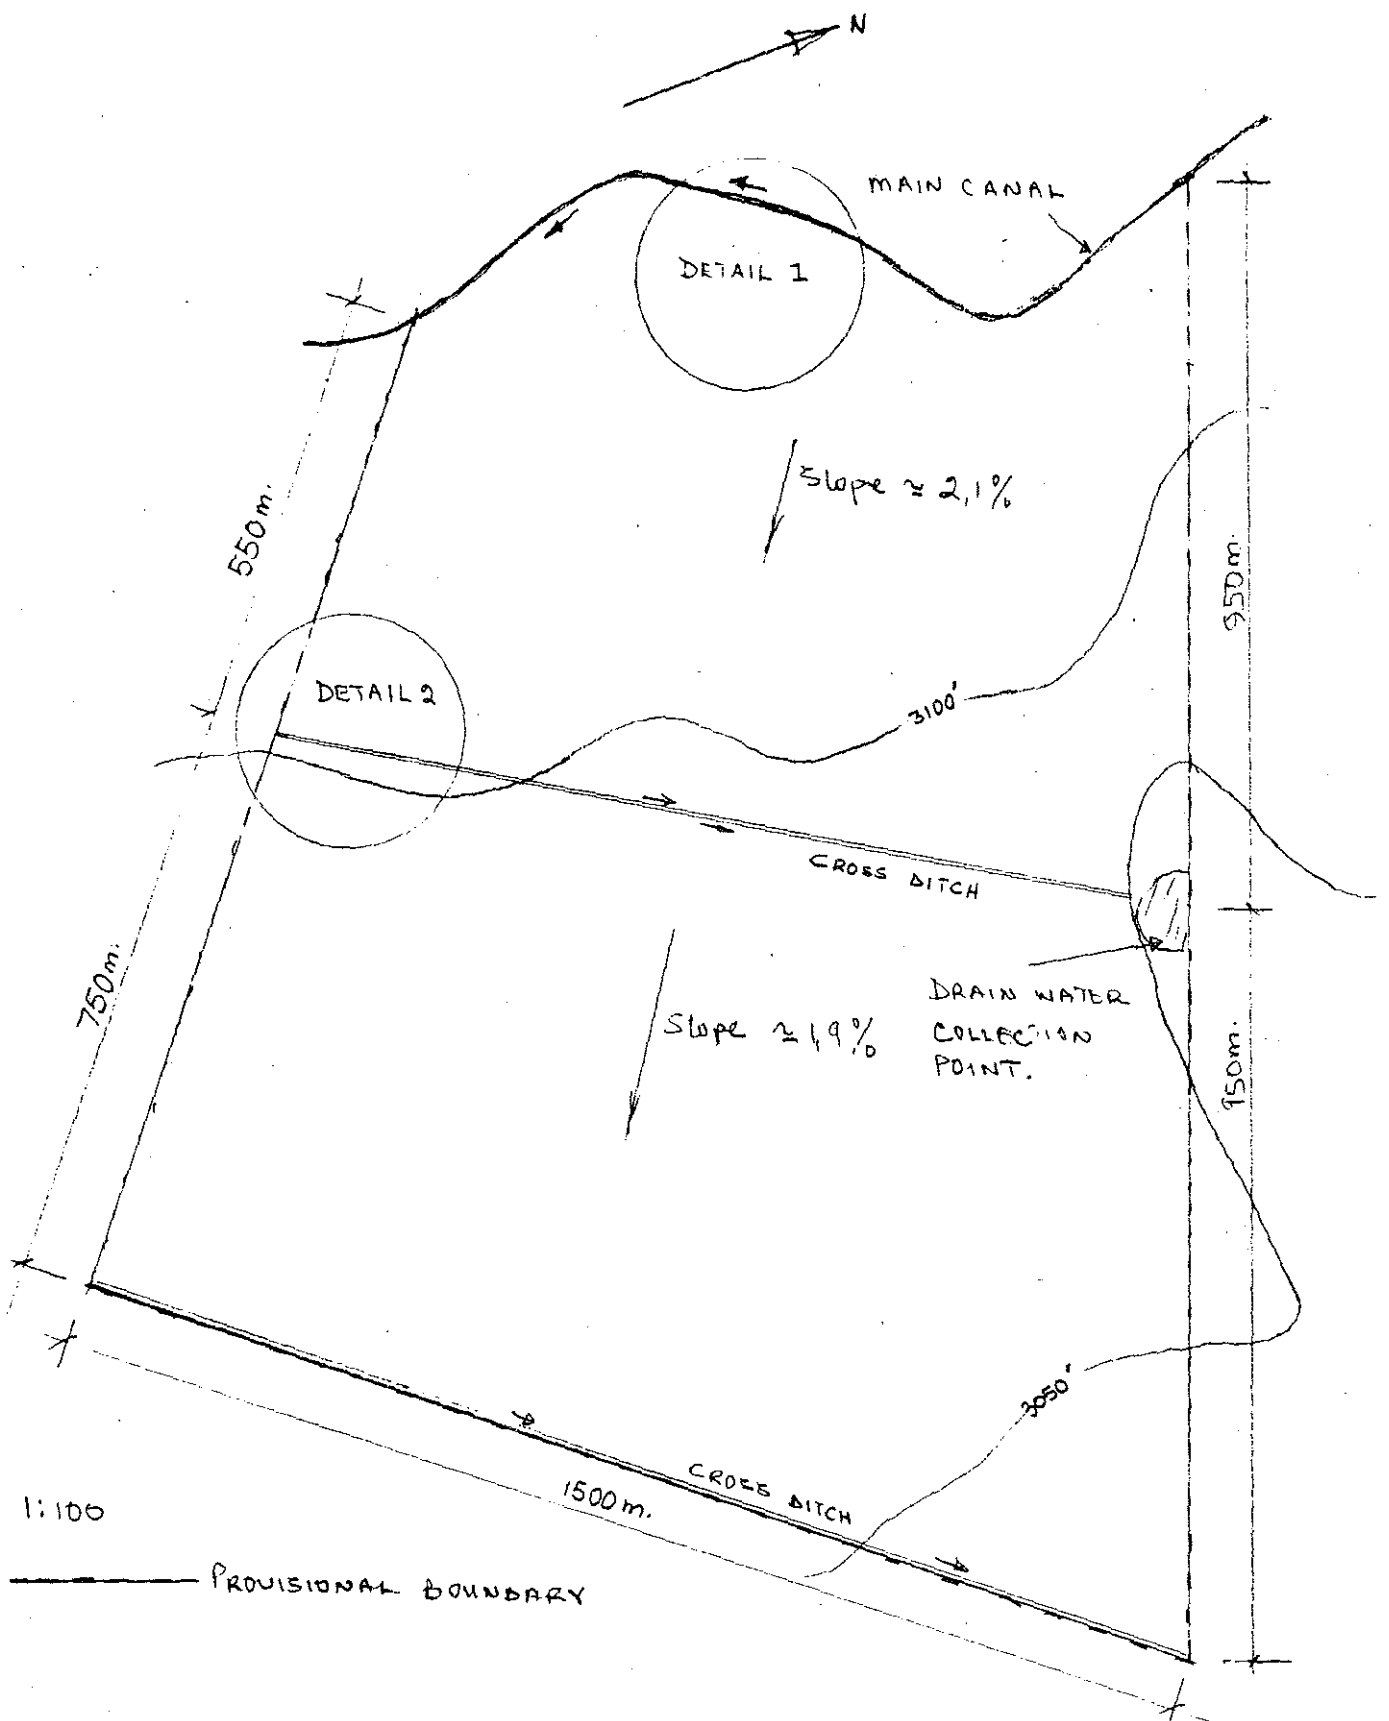 N
MAIN CANAL
DETAIL 1
Slope ≃ 2,1%
550m.
950m.
DETAIL 2
3100'
CROSS DITCH
750m.
DRAIN WATER
COLLECTION
POINT.
Slope ≃ 1,9%
950m.
3050'
CROSS DITCH
1500m.
1:100
PROVISIONAL BOUNDARY